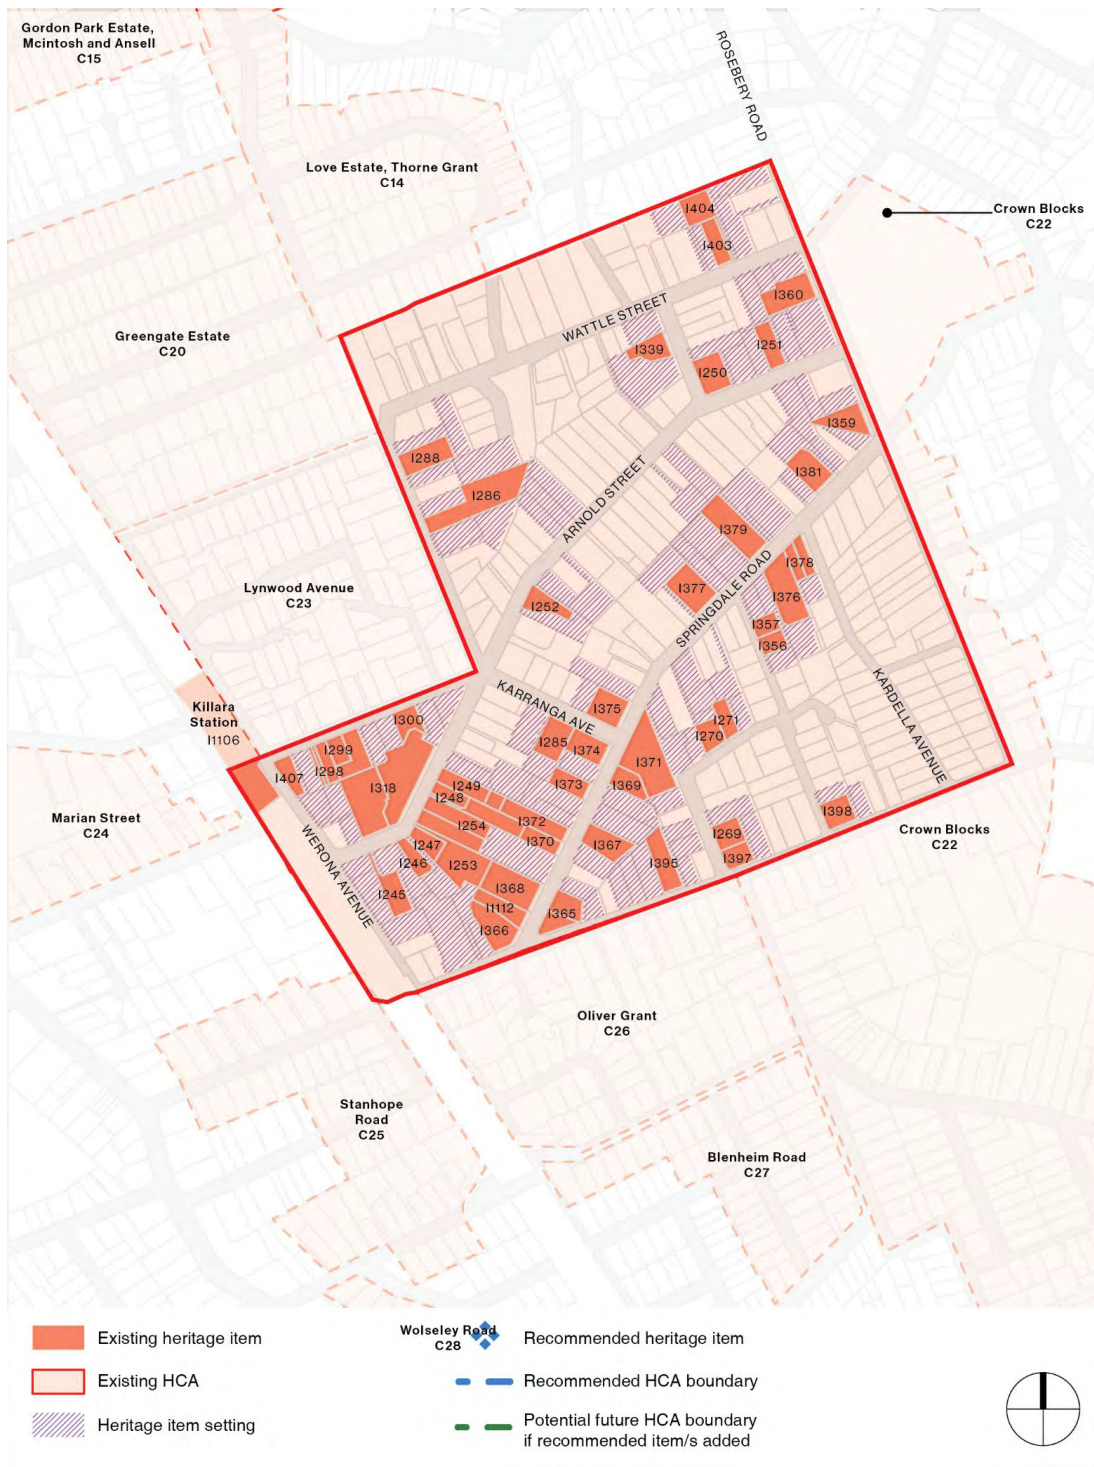 Gordon Park Estate,
Mcintosh and Ansell
C15
ROSEBERY ROAD
Love Estate, Thorne Grant
C14
Crown Blocks
C22
I404
I403
I360
WATTLE STREET
I339
I251
I250
Greengate Estate
C20
I359
I288
I381
I286
ARNOLD STREET
I379
I378
Lynwood Avenue
C23
I377
I376
SPRINGDALE ROAD
I252
I357
I356
KARDELLA AVENUE
KARRANGA AVE
Killara
Station
I1106
I300
I375
I271
I270
I299
I298
I285
I374
I371
I407
I318
I249
I248
I373
I369
Marian Street
C24
I254
I372
I370
I398
Crown Blocks
C22
I269
I397
WERONA AVENUE
I247
I246
I253
I367
I395
I245
I368
I1112
I366
I365
Oliver Grant
C26
Stanhope
Road
C25
Blenheim Road
C27
Existing heritage item
Existing HCA
Heritage item setting
Wolseley Road
C28
Recommended heritage item
Recommended HCA boundary
Potential future HCA boundary
if recommended item/s added